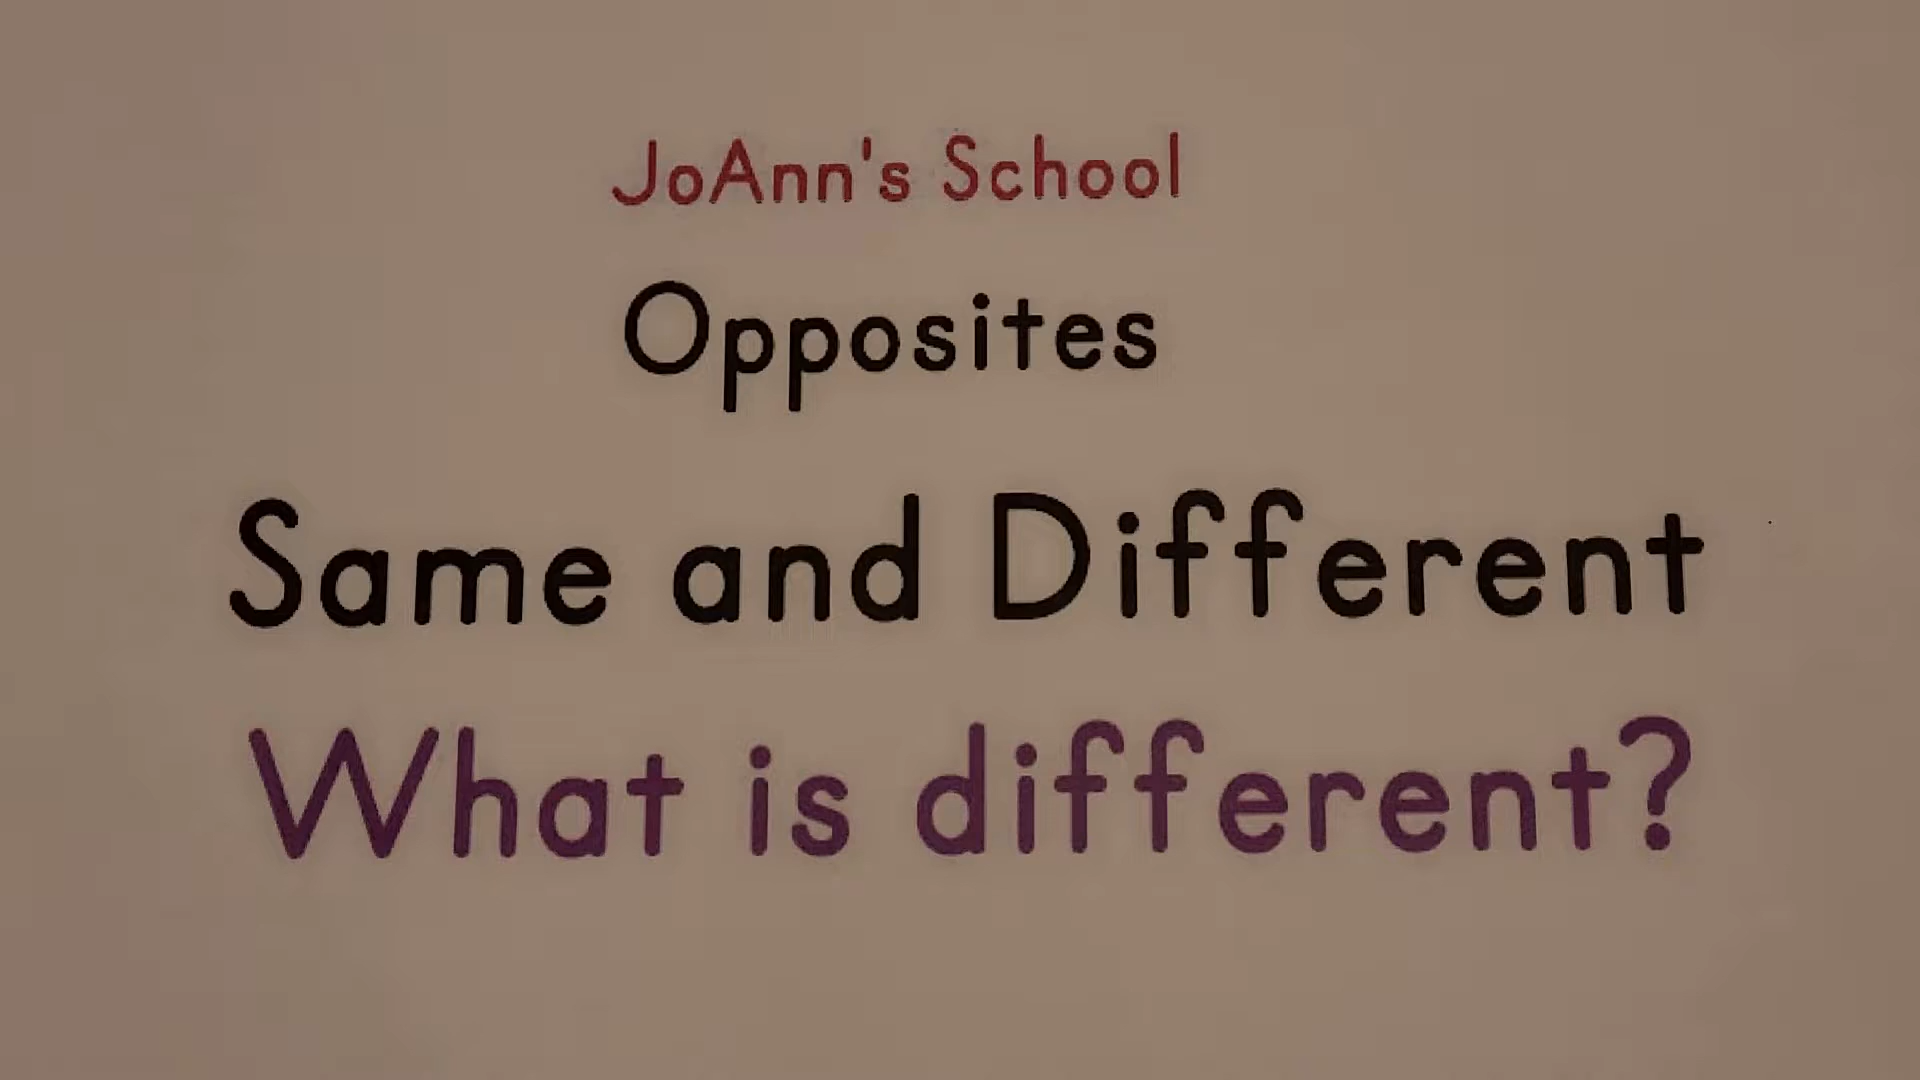 JoAnn's School
Opposites
Same and Different
What is different?